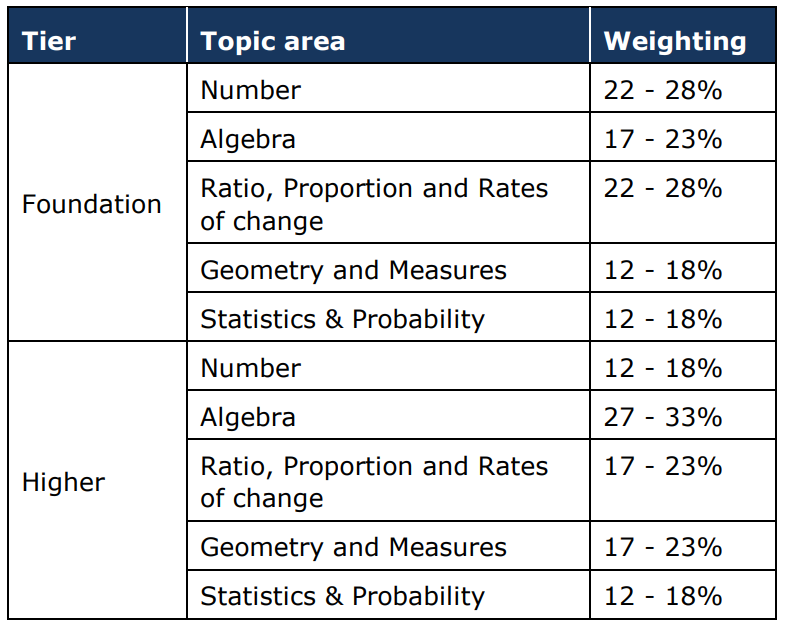 Tier Topic area Weighting
Foundation
Number 22 - 28%
Algebra 17 - 23%
Ratio, Proportion and Rates 22 - 28%
of change
Geometry and Measures 12 - 18%
Statistics & Probability 12 - 18%
Higher
Number 12 - 18%
Algebra 27 - 33%
Ratio, Proportion and Rates 17 - 23%
of change
Geometry and Measures 17 - 23%
Statistics & Probability 12 - 18%